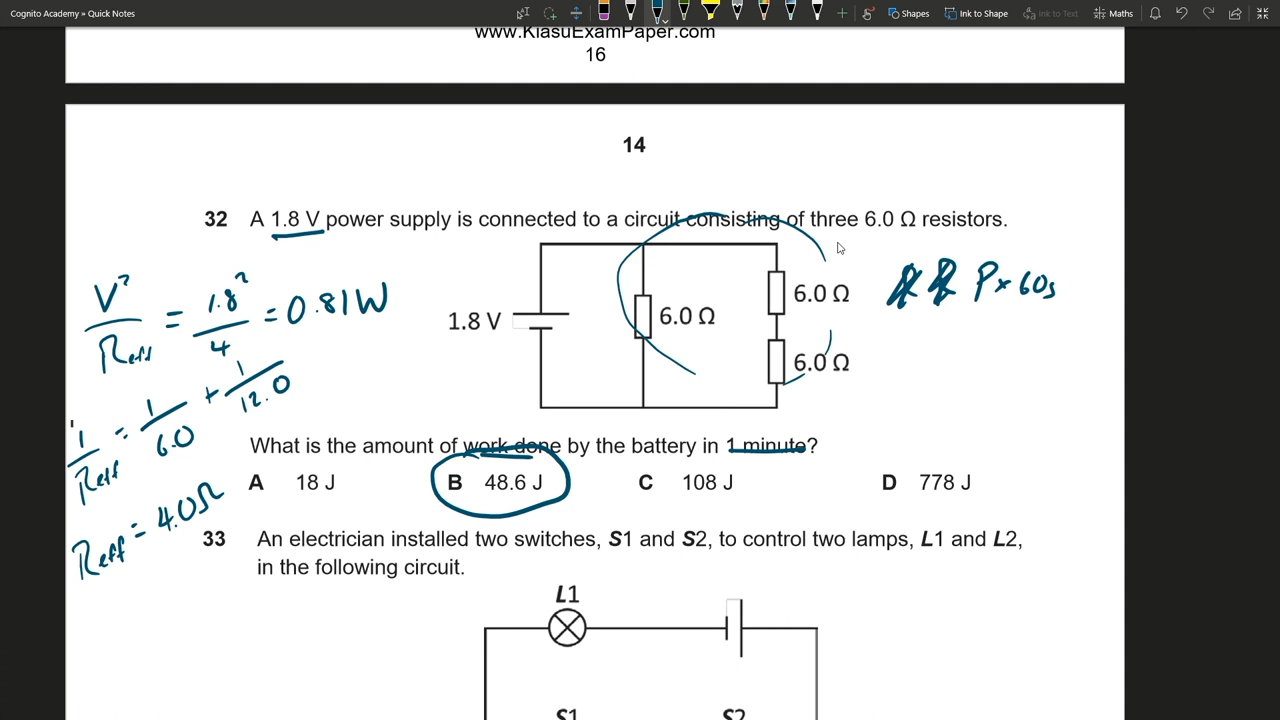 Cognito Academy » Quick Notes
Shapes
Ink to Shape
Ink to Text
Maths
www.KiasuExamPaper.com
16
14
32 A 1.8 V power supply is connected to a circuit consisting of three 6.0 Ω resistors.
V² / Reff = 1.8² / 4 = 0.81W
1.8 V
6.0 Ω
6.0 Ω
6.0 Ω
P × 60s
1 / Reff = 1 / 6.0 + 1 / 12.0
Reff = 4.0Ω
What is the amount of work done by the battery in 1 minute?
A 18 J B 48.6 J C 108 J D 778 J
33 An electrician installed two switches, S1 and S2, to control two lamps, L1 and L2,
in the following circuit.
L1
S1 S2